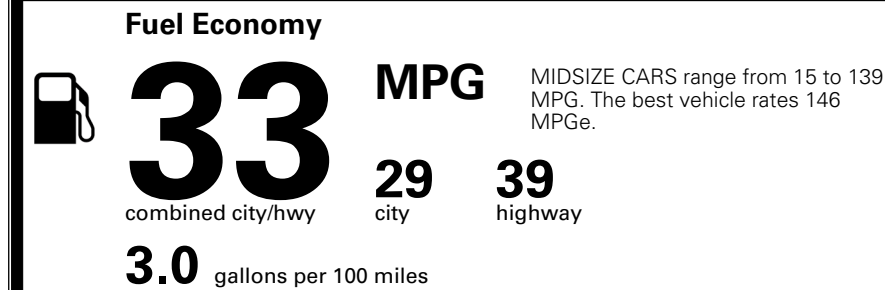 Fuel Economy
33
MPG
MIDSIZE CARS range from 15 to 139
MPG. The best vehicle rates 146
MPGe.
29 39
combined city/hwy city highway
3.0 gallons per 100 miles